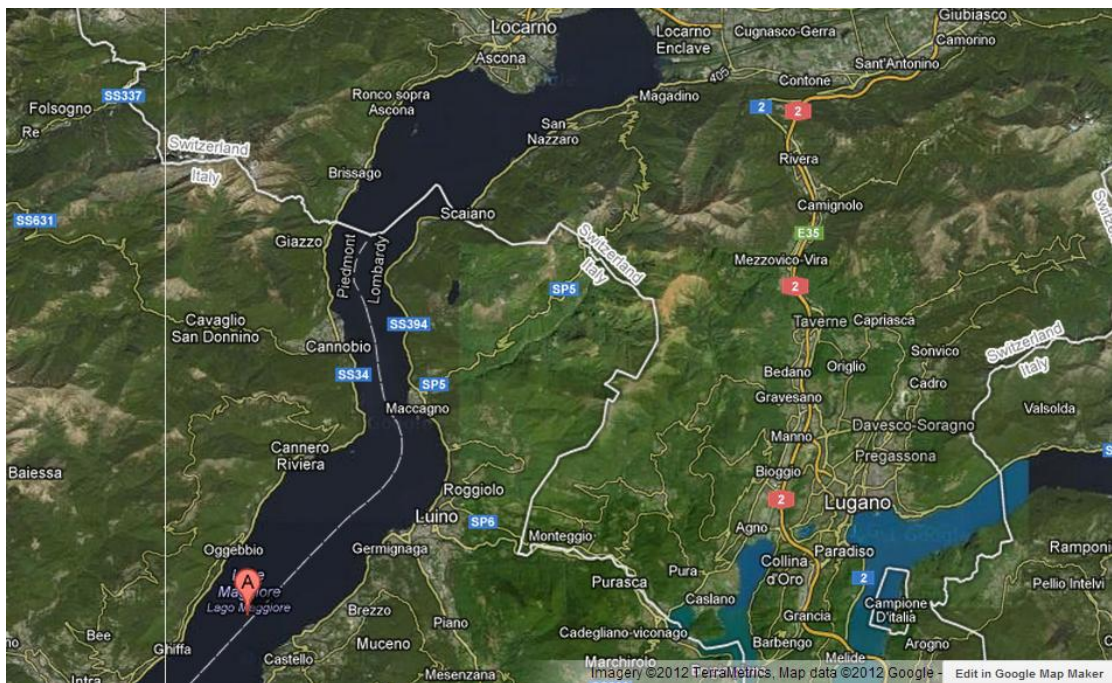 Locarno
Ascona
Locarno
Enclave
Cugnasco-Gerra
Giubiasco
Camorino
Sant'Antonino
405
Contone
SS337
Folsogno
Re
Ronco sopra
Ascona
Magadino
2
2
San
Nazzaro
Switzerland
Italy
Rivera
Brissago
Camignolo
SS631
Scaiano
Giazzo
Piedmont
Lombardy
Switzerland
Italy
E35
Mezzovico-Vira
SP5
2
Cavaglio
San Donnino
SS394
Taverne
Capriasca
Cannobio
Switzerland
Italy
Sonvico
SS34
SP5
Bedano
Origlio
Cadro
Maccagno
Gravesano
Valsolda
Cannero
Riviera
Manno
Davesco-Soragno
Pregassona
Baiessa
Bioggio
Roggiolo
Luino
SP6
2
Lugano
Agno
Monteggio
Oggebbio
Germignaga
Paradiso
Ramponi
Collina
d'Oro
A
Lago Maggiore
Pura
Purasca
2
Pello Intelvi
Caslano
Brezzo
Campione
D'italia
Grancia
Bee
Piano
Muceno
Cadegliano-viconago
Barbengo
Arogno
Ghiffa
Castello
Marchirolo
Melide
Intra
Mesenzana
Imagery ©2012 TerraMetrics, Map data ©2012 Google -
Edit in Google Map Maker